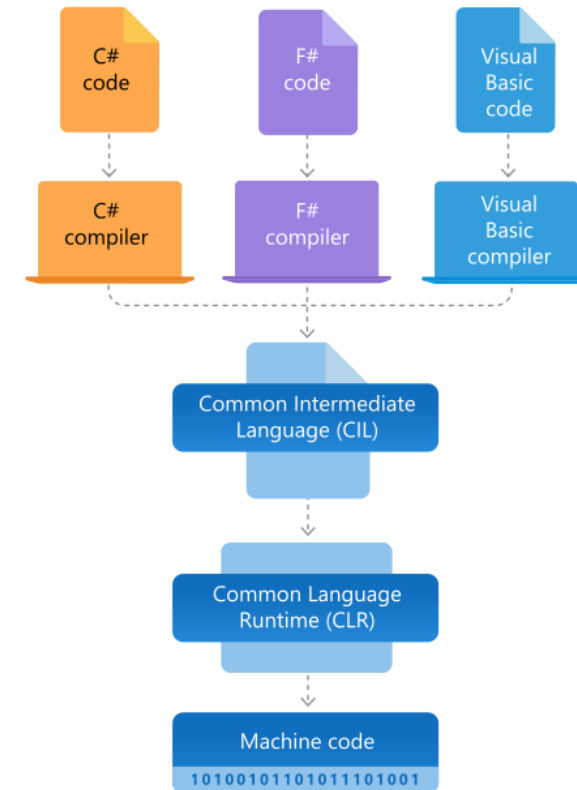 C#
code
F#
code
Visual
Basic
code
C#
compiler
F#
compiler
Visual
Basic
compiler
Common Intermediate
Language (CIL)
Common Language
Runtime (CLR)
Machine code
10100101101011101001